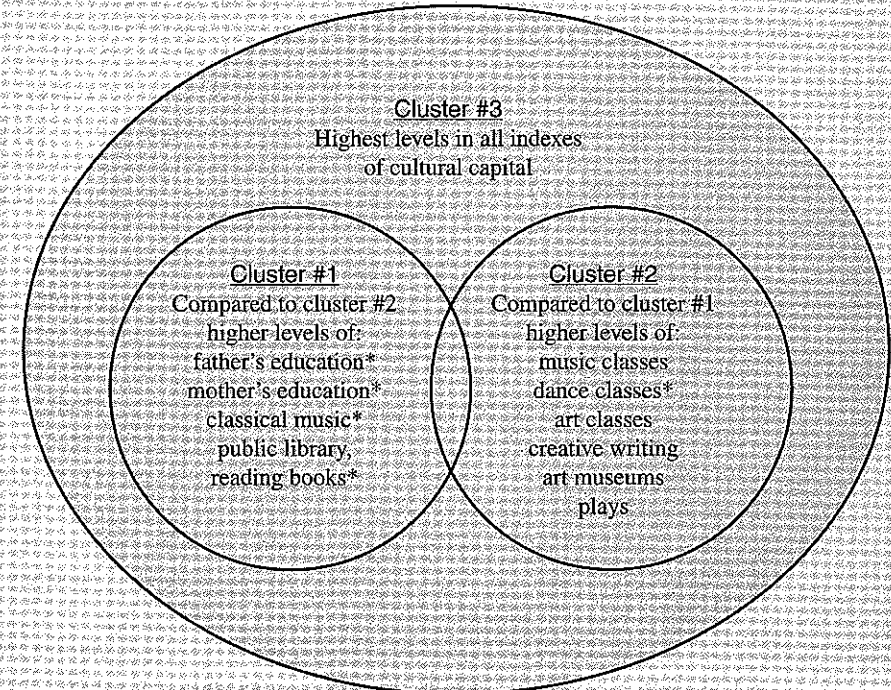 Cluster #3
Highest levels in all indexes
of cultural capital
Cluster #1
Compared to cluster #2
higher levels of:
father's education*
mother's education*
classical music*
public library,
reading books*
Cluster #2
Compared to cluster #1
higher levels of:
music classes
dance classes*
art classes
creative writing
art museums
plays